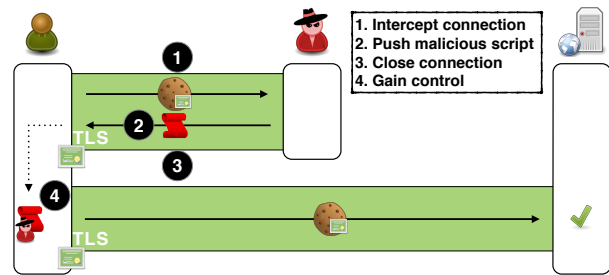 1. Intercept connection
2. Push malicious script
3. Close connection
4. Gain control
1
2
TLS
3
4
TLS